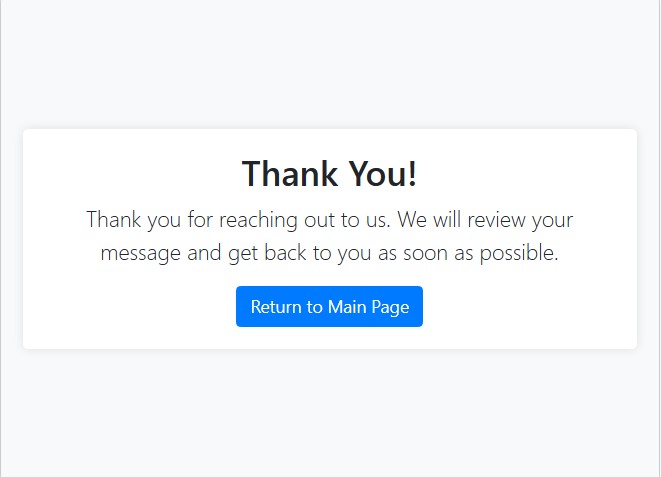 Thank You!
Thank you for reaching out to us. We will review your
message and get back to you as soon as possible.
Return to Main Page